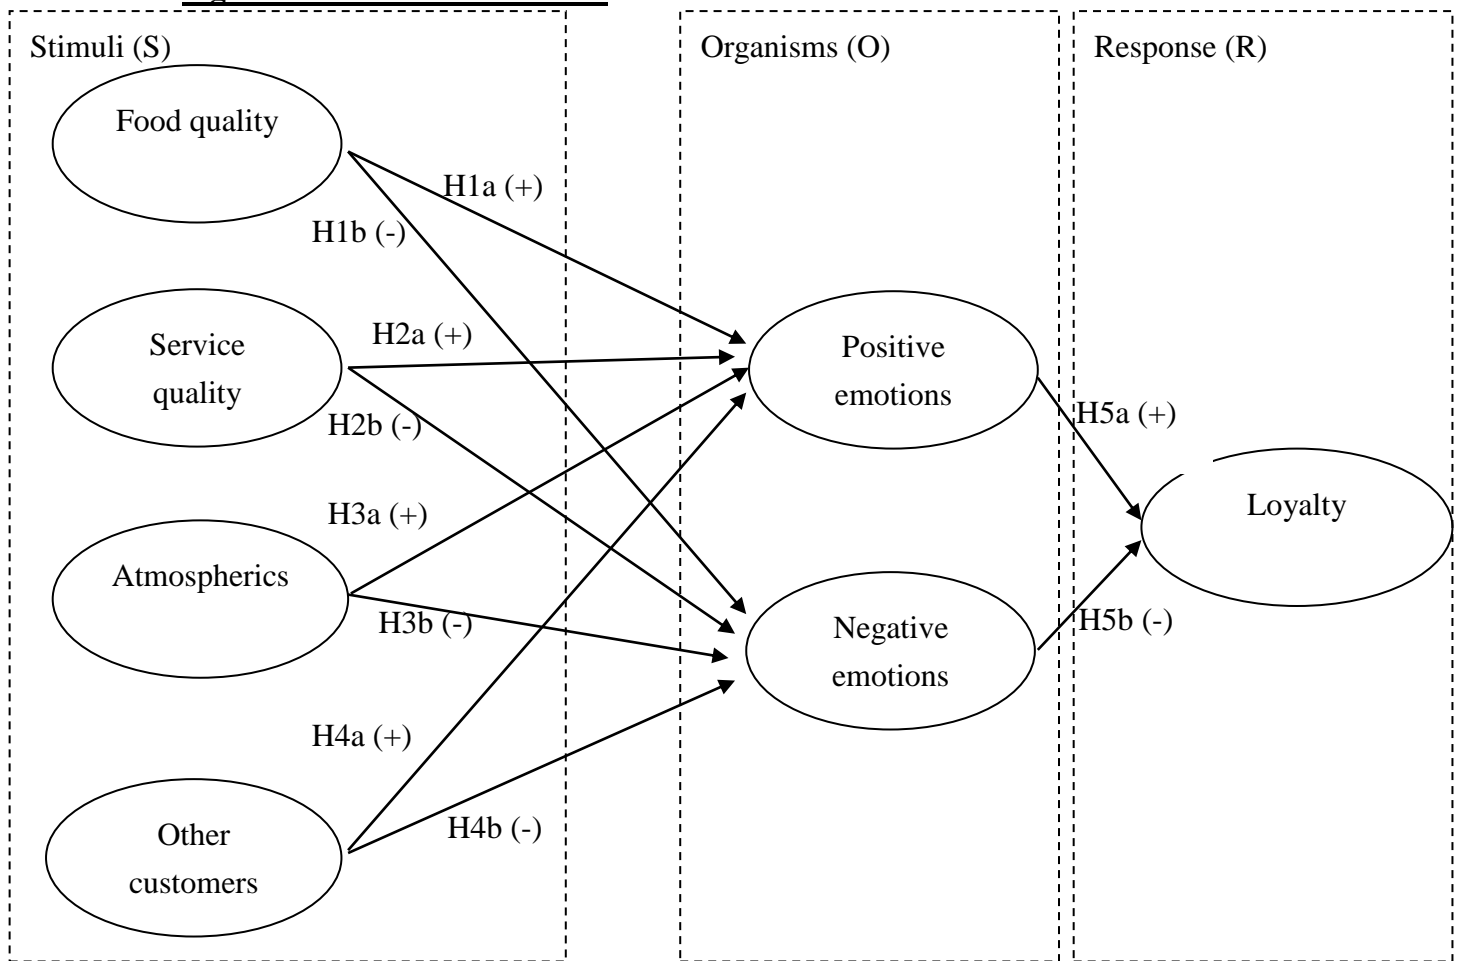 Stimuli (S)
Organisms (O)
Response (R)
Food quality
H1a (+)
H1b (-)
Service
quality
H2a (+)
H2b (-)
Positive
emotions
H5a (+)
Loyalty
H3a (+)
Atmospherics
H3b (-)
Negative
emotions
H5b (-)
H4a (+)
H4b (-)
Other
customers